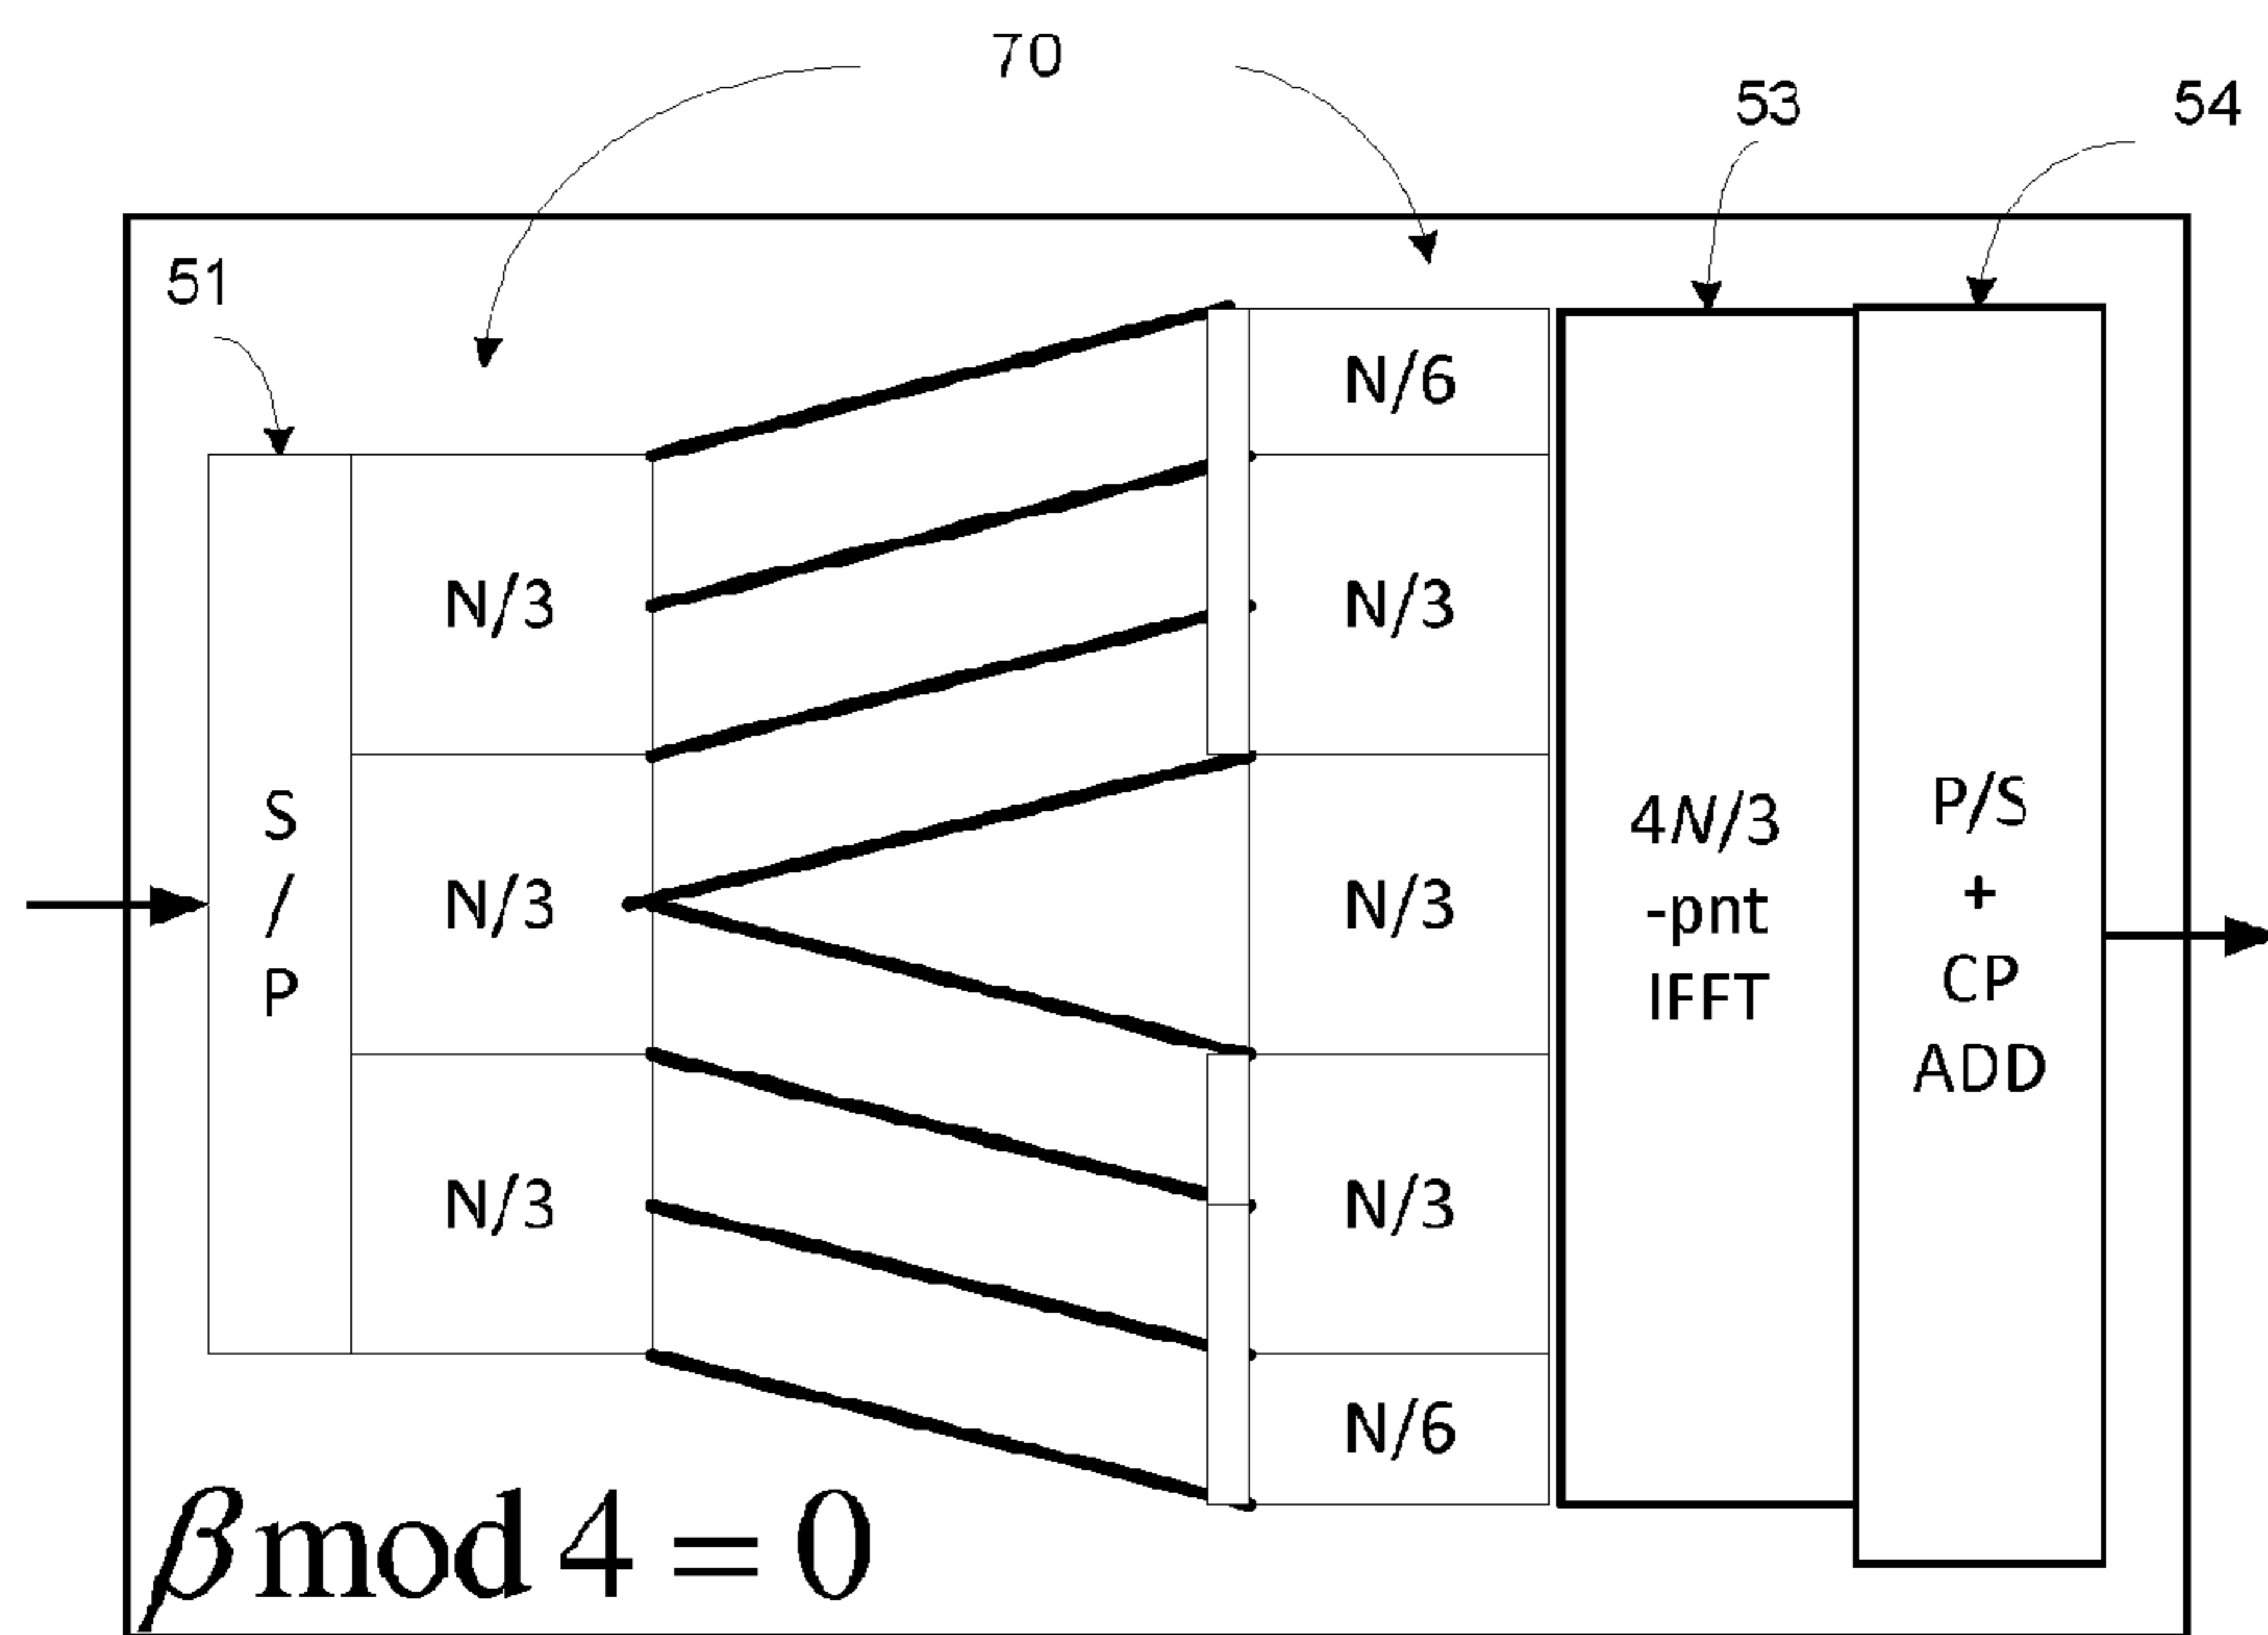 70
53
54
51
N/6
N/3
N/3
N/3
N/3
N/3
N/3
N/6
S
/
P
4N/3
-pnt
IFFT
P/S
+
CP
ADD
β mod 4 = 0